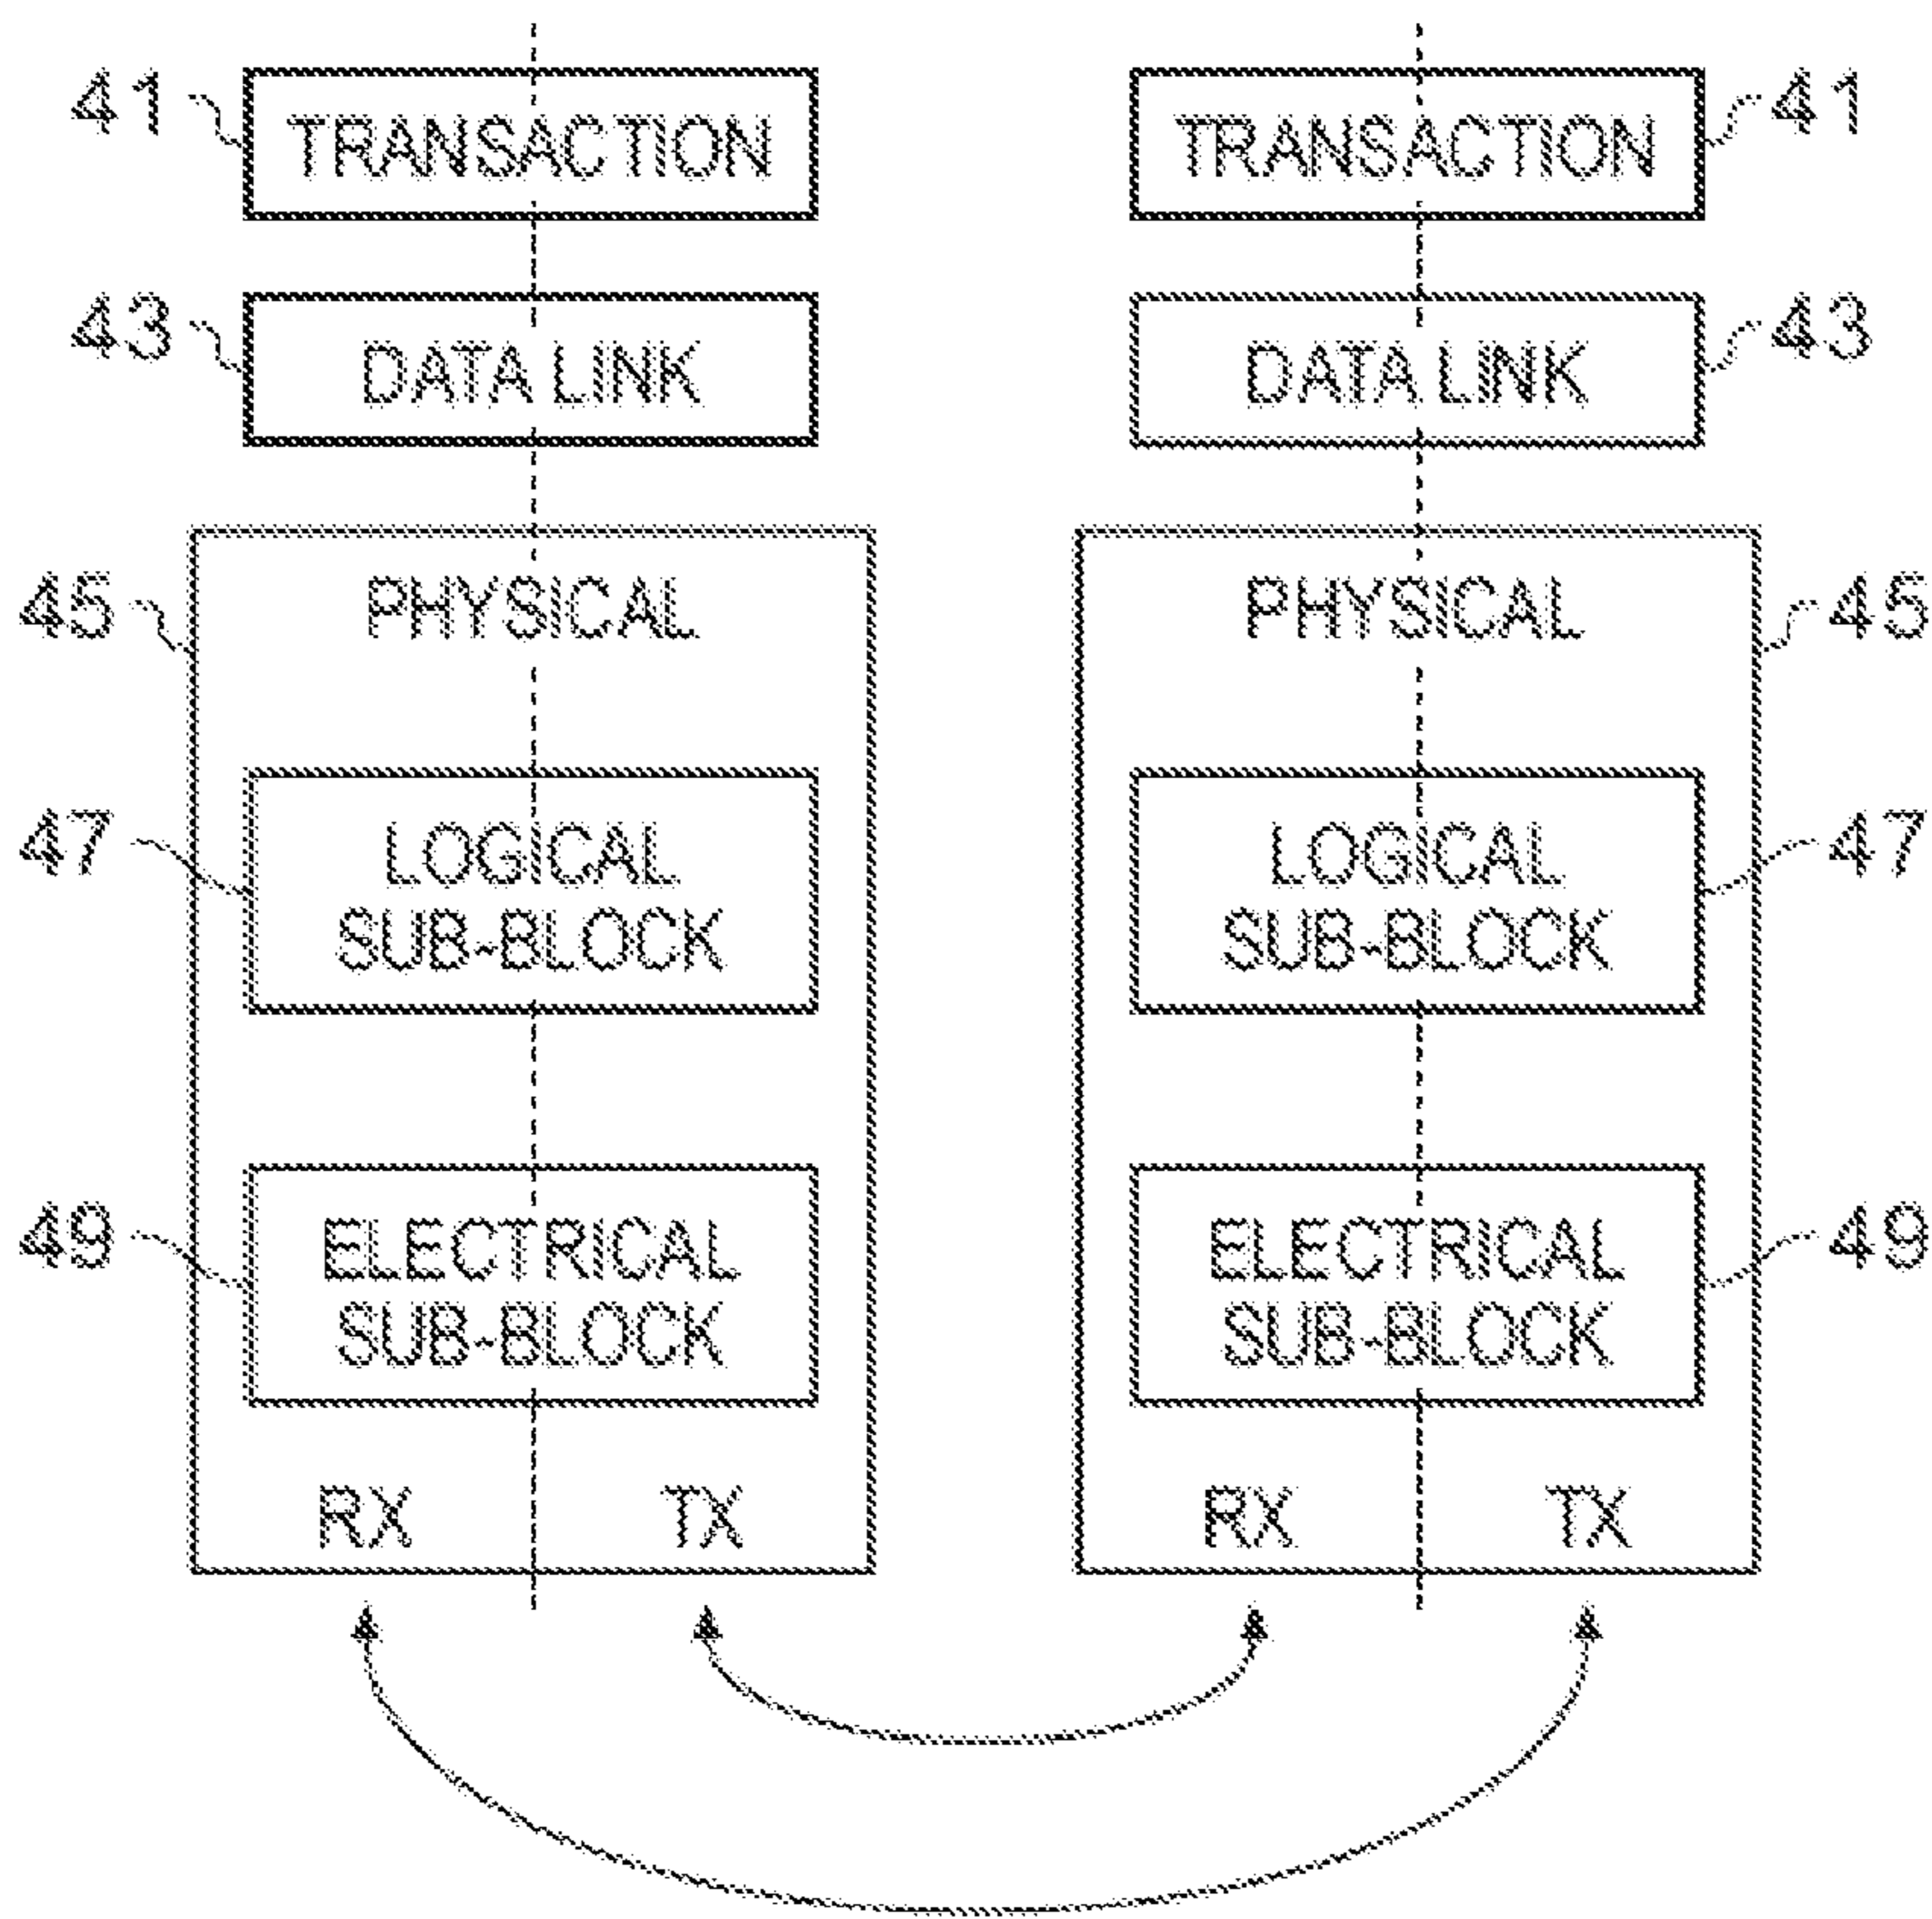 41 TRANSACTION TRANSACTION 41
43 DATA LINK DATA LINK 43
45 PHYSICAL PHYSICAL 45
47 LOGICAL LOGICAL 47
SUB-BLOCK SUB-BLOCK
49 ELECTRICAL ELECTRICAL 49
SUB-BLOCK SUB-BLOCK
RX TX RX TX